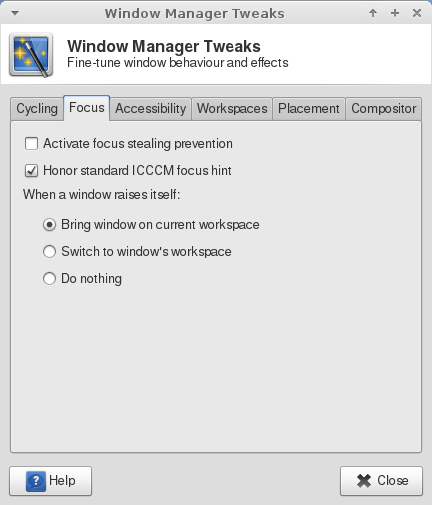 Window Manager Tweaks
Window Manager Tweaks
Fine-tune window behaviour and effects
Cycling Focus Accessibility Workspaces Placement Compositor
Activate focus stealing prevention
Honor standard ICCCM focus hint
When a window raises itself:
Bring window on current workspace
Switch to window's workspace
Do nothing
? Help
Close